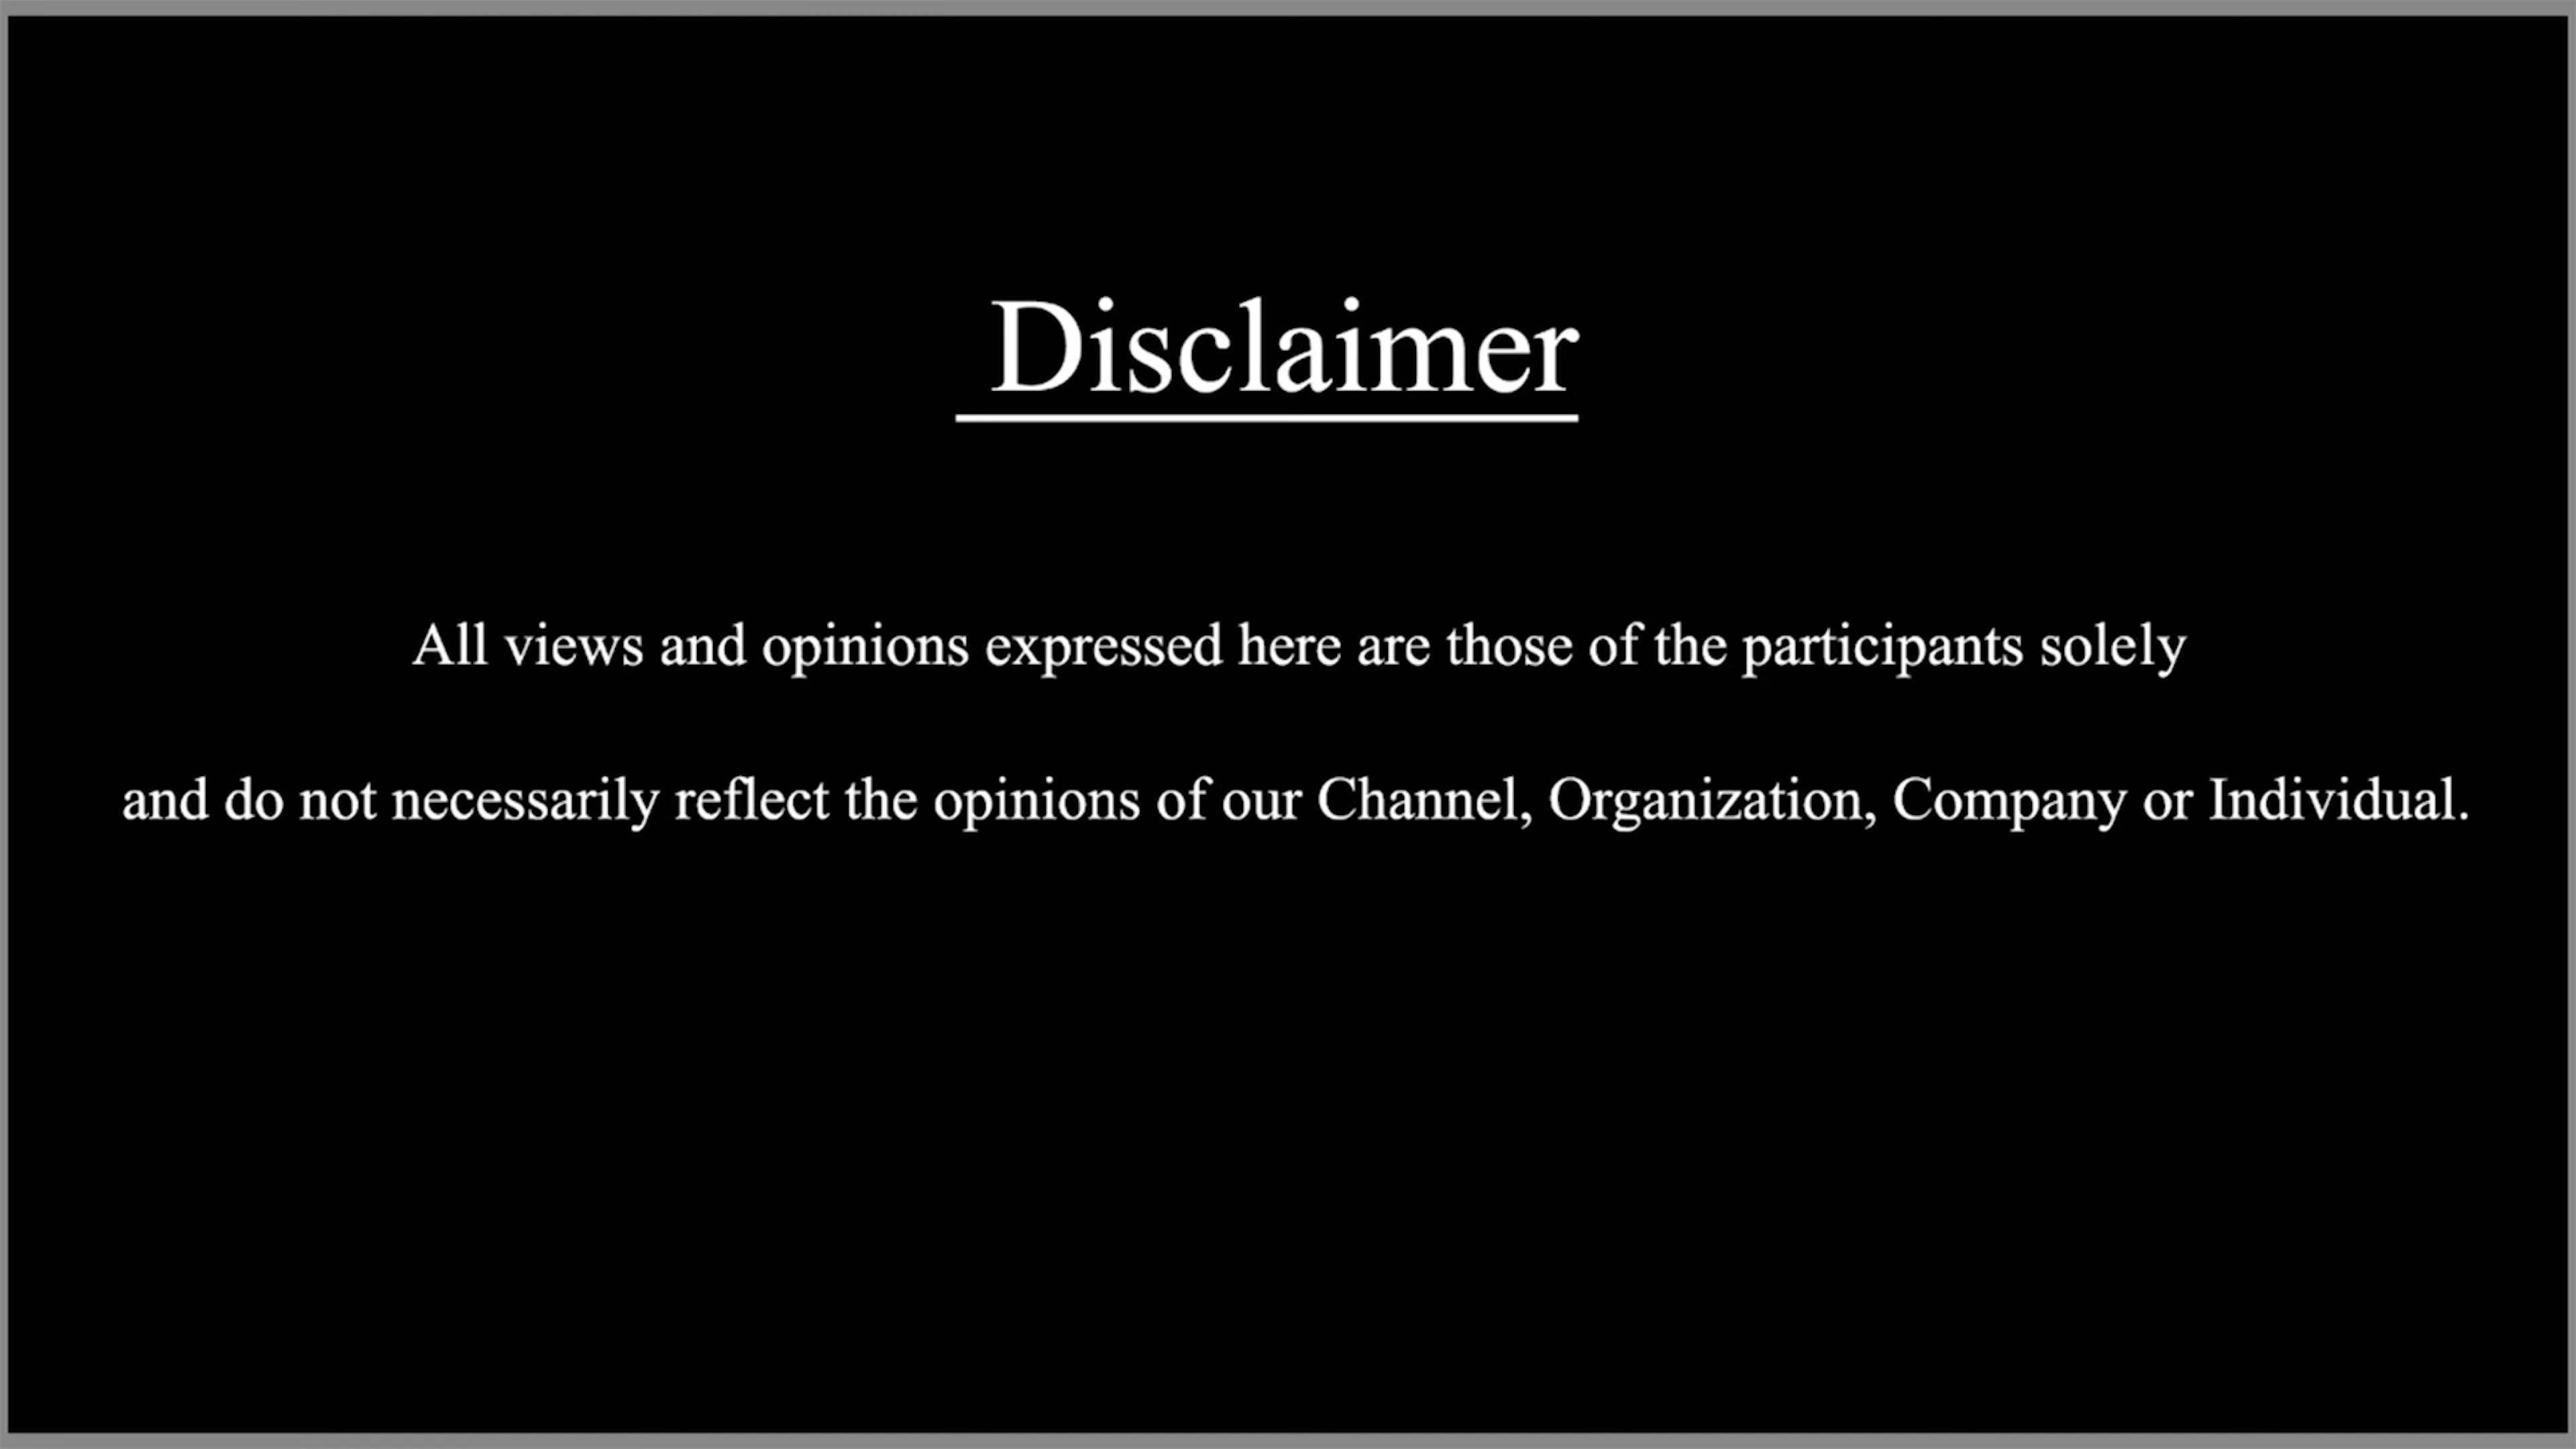 Disclaimer
All views and opinions expressed here are those of the participants solely
and do not necessarily reflect the opinions of our Channel, Organization, Company or Individual.